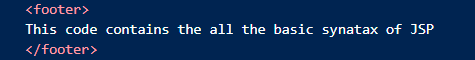 <footer>
This code contains the all the basic synatax of JSP
</footer>